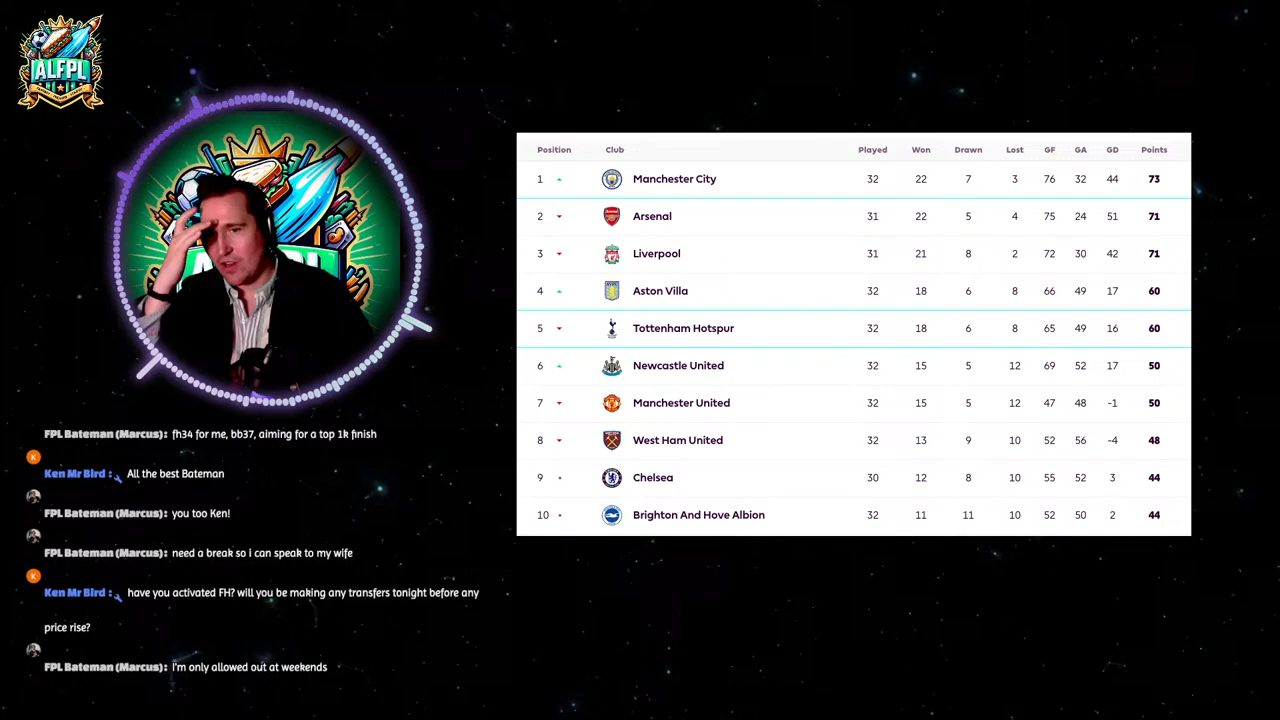 ALFPL
Position Club Played Won Drawn Lost GF GA GD Points
1 Manchester City 32 22 7 3 76 32 44 73
2 Arsenal 31 22 5 4 75 24 51 71
3 Liverpool 31 21 8 2 72 30 42 71
4 Aston Villa 32 18 6 8 66 49 17 60
5 Tottenham Hotspur 32 18 6 8 65 49 16 60
6 Newcastle United 32 15 5 12 69 52 17 50
7 Manchester United 32 15 5 12 47 48 -1 50
8 West Ham United 32 13 9 10 52 56 -4 48
9 Chelsea 30 12 8 10 55 52 3 44
10 Brighton And Hove Albion 32 11 11 10 52 50 2 44
FPL Bateman (Marcus): fh34 for me, bb37, aiming for a top 1k finish
K
Ken Mr Bird : All the best Bateman
FPL Bateman (Marcus): you too Ken!
FPL Bateman (Marcus): need a break so i can speak to my wife
K
Ken Mr Bird : have you activated FH? will you be making any transfers tonight before any
price rise?
FPL Bateman (Marcus): I'm only allowed out at weekends